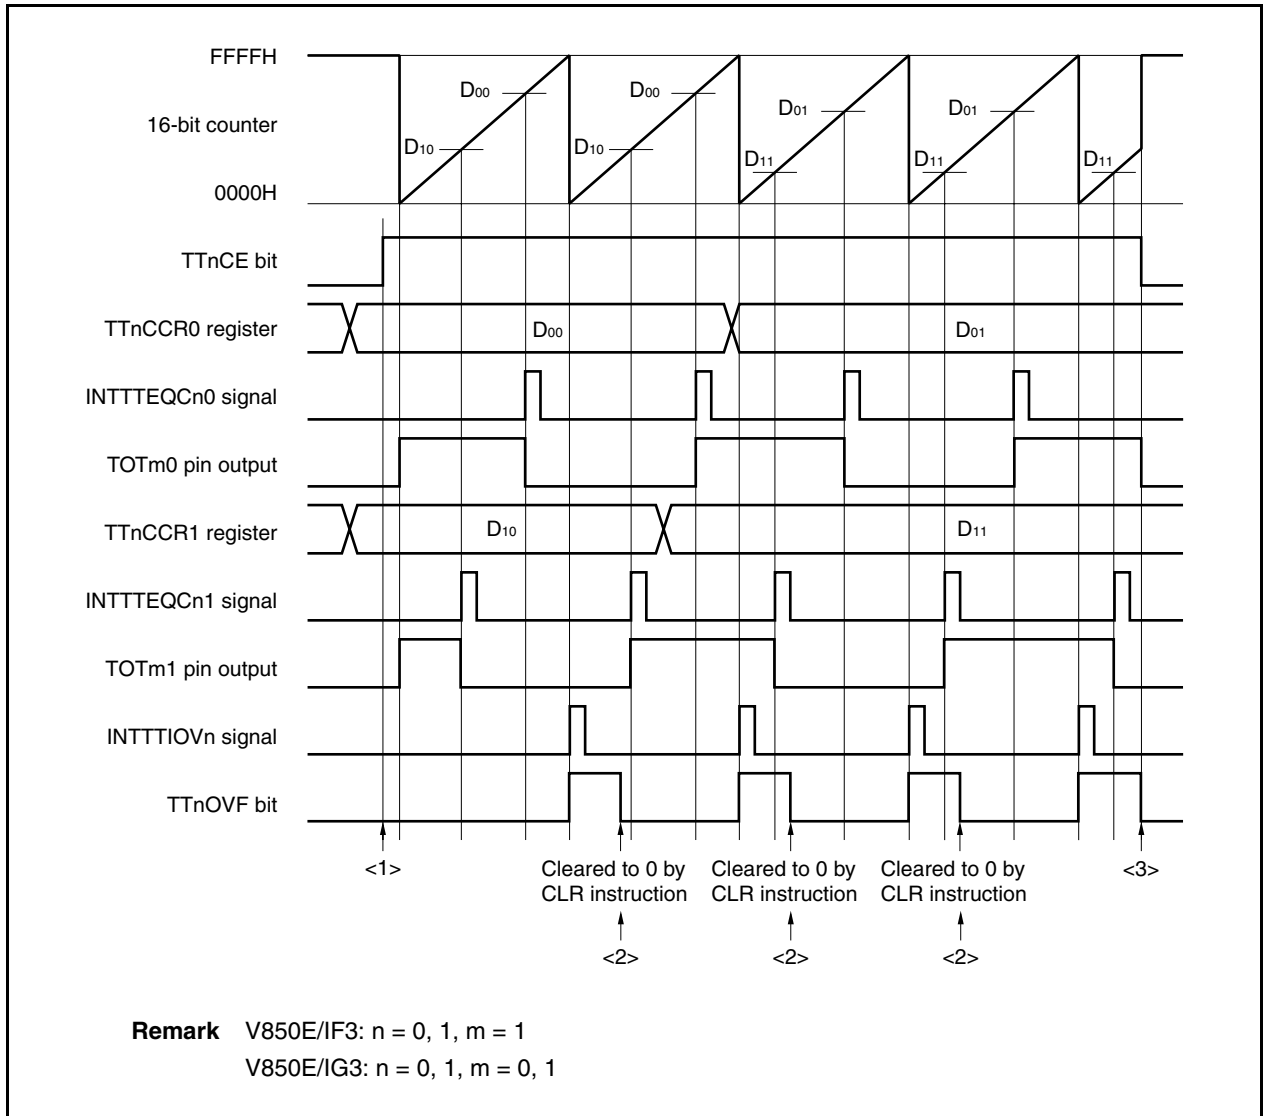 FFFFH
D00 D00
D01 D01
16-bit counter
D10 D10
D11 D11 D11
0000H
TTnCE bit
TTnCCR0 register D00 D01
INTTTEQCn0 signal
TOTm0 pin output
TTnCCR1 register D10 D11
INTTTEQCn1 signal
TOTm1 pin output
INTTTIOVn signal
TTnOVF bit
<1> Cleared to 0 by Cleared to 0 by Cleared to 0 by <3>
CLR instruction CLR instruction CLR instruction
<2> <2> <2>
Remark V850E/IF3: n = 0, 1, m = 1
V850E/IG3: n = 0, 1, m = 0, 1